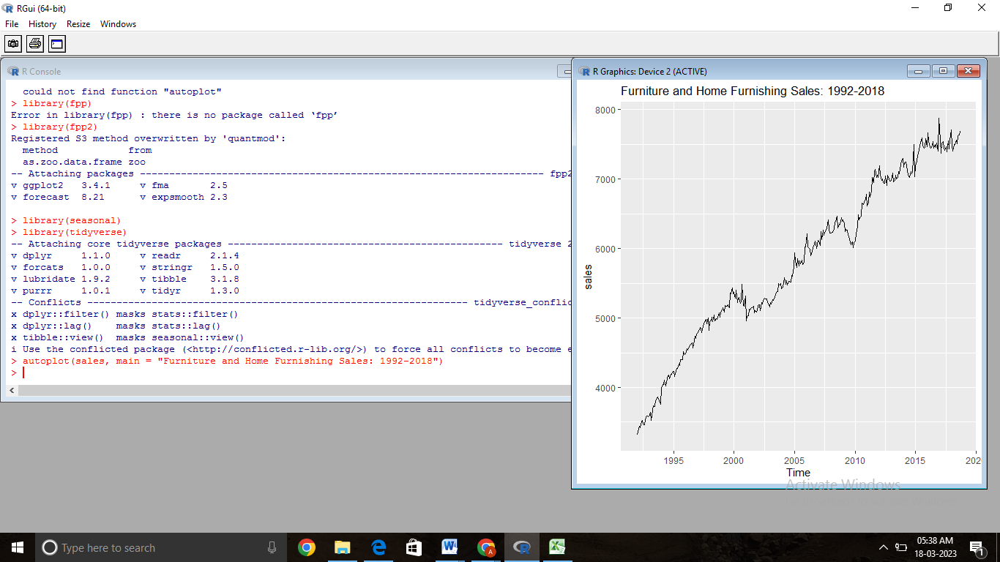 RGui (64-bit)
File History Resize Windows
R Console
could not find function "autoplot"
> library(fpp)
Error in library(fpp) : there is no package called ‘fpp’
> library(fpp2)
Registered S3 method overwritten by 'quantmod':
method from
as.zoo.data.frame zoo
-- Attaching packages ---------------------------------------------------------------------- fpp2
v ggplot2 3.4.1 v fma 2.5
v forecast 8.21 v expsmooth 2.3
> library(seasonal)
> library(tidyverse)
-- Attaching core tidyverse packages ------------------------------------------------ tidyverse 2
v dplyr 1.1.0 v readr 2.1.4
v forcats 1.0.0 v stringr 1.5.0
v lubridate 1.9.2 v tibble 3.1.8
v purrr 1.0.1 v tidyr 1.3.0
-- Conflicts ------------------------------------------------------------------ tidyverse_conflic
x dplyr::filter() masks stats::filter()
x dplyr::lag() masks stats::lag()
x tibble::view() masks seasonal::view()
i Use the conflicted package (<http://conflicted.r-lib.org/>) to force all conflicts to become e
> autoplot(sales, main = "Furniture and Home Furnishing Sales: 1992-2018")
>
R Graphics: Device 2 (ACTIVE)
Furniture and Home Furnishing Sales: 1992-2018
8000
7000
6000
5000
4000
sales
1995 2000 2005 2010 2015 202
Time
Activate Windows
Type here to search
05:38 AM
18-03-2023
1